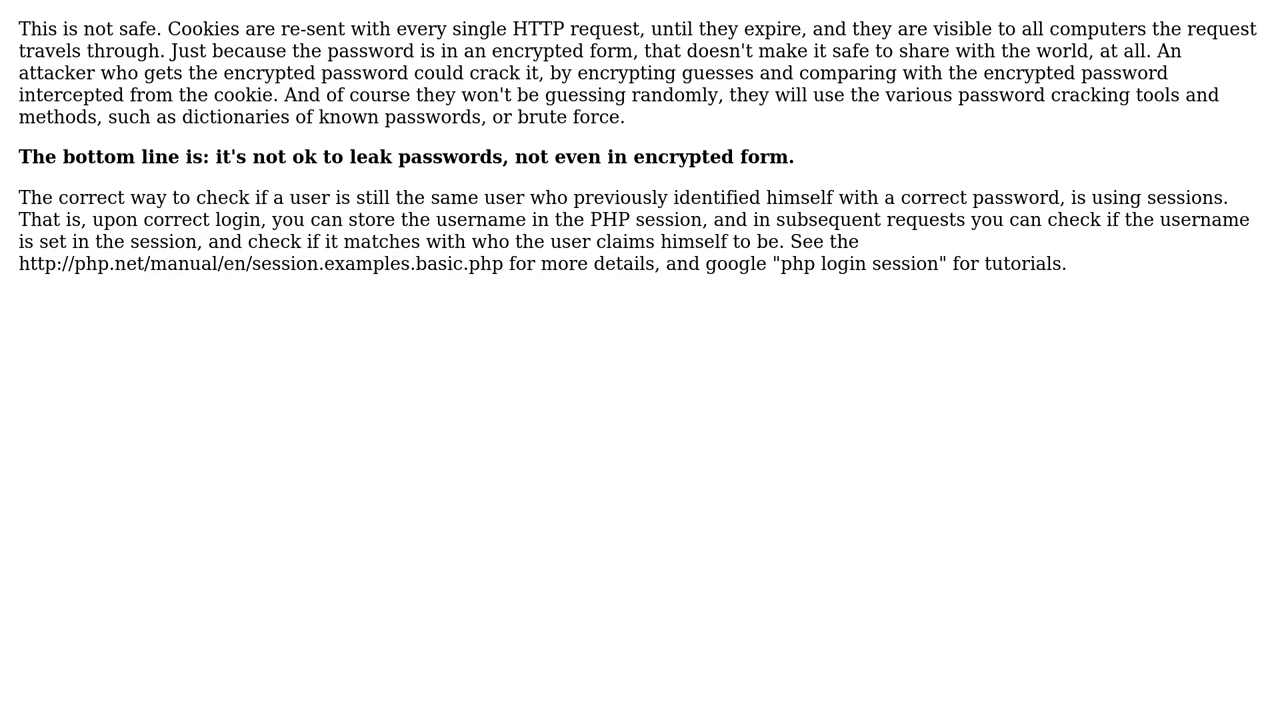 This is not safe. Cookies are re-sent with every single HTTP request, until they expire, and they are visible to all computers the request
travels through. Just because the password is in an encrypted form, that doesn't make it safe to share with the world, at all. An
attacker who gets the encrypted password could crack it, by encrypting guesses and comparing with the encrypted password
intercepted from the cookie. And of course they won't be guessing randomly, they will use the various password cracking tools and
methods, such as dictionaries of known passwords, or brute force.
The bottom line is: it's not ok to leak passwords, not even in encrypted form.
The correct way to check if a user is still the same user who previously identified himself with a correct password, is using sessions.
That is, upon correct login, you can store the username in the PHP session, and in subsequent requests you can check if the username
is set in the session, and check if it matches with who the user claims himself to be. See the
http://php.net/manual/en/session.examples.basic.php for more details, and google "php login session" for tutorials.